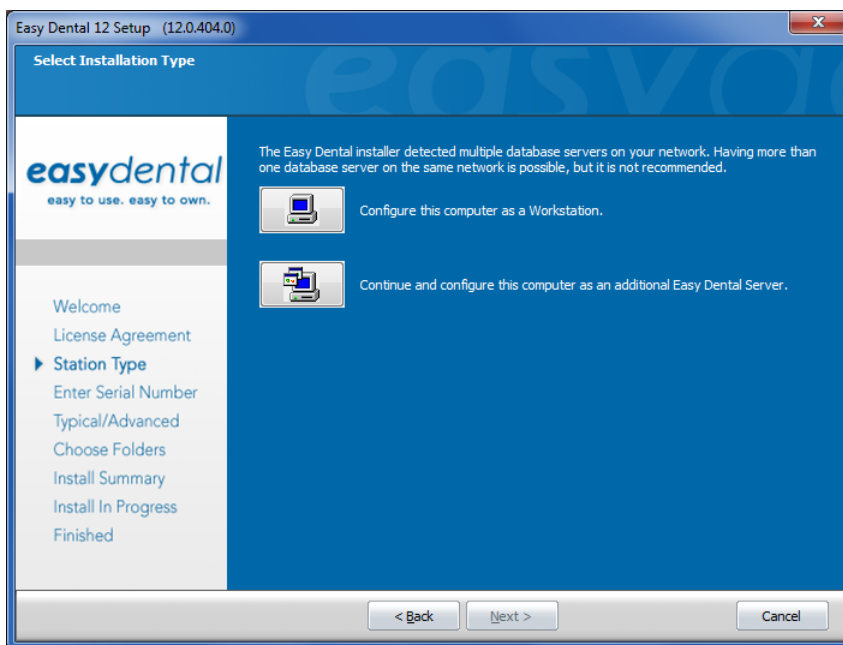 Easy Dental 12 Setup (12.0.404.0)
Select Installation Type
easydental
easy to use. easy to own.
The Easy Dental installer detected multiple database servers on your network. Having more than
one database server on the same network is possible, but it is not recommended.
Configure this computer as a Workstation.
Continue and configure this computer as an additional Easy Dental Server.
Welcome
License Agreement
Station Type
Enter Serial Number
Typical/Advanced
Choose Folders
Install Summary
Install In Progress
Finished
< Back
Next >
Cancel